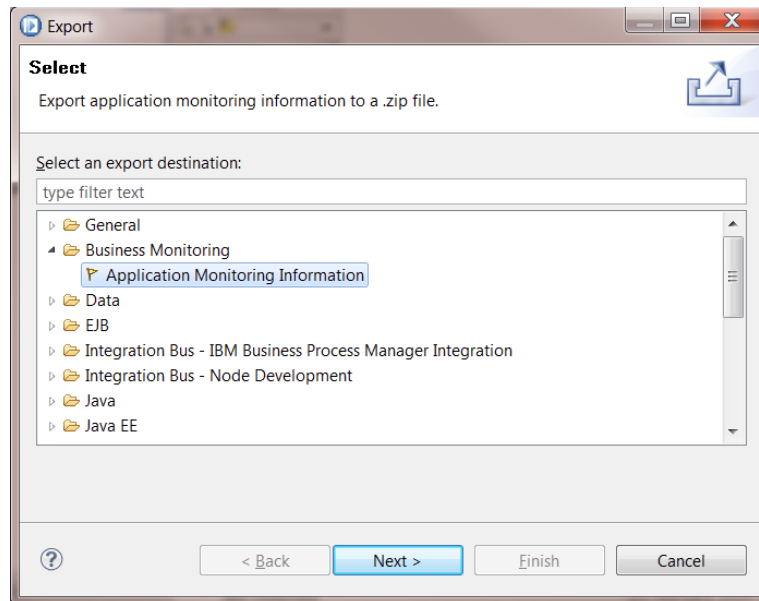 Export
Select
Export application monitoring information to a .zip file.
Select an export destination:
type filter text
General
Business Monitoring
Application Monitoring Information
Data
EJB
Integration Bus - IBM Business Process Manager Integration
Integration Bus - Node Development
Java
Java EE
?
< Back
Next >
Finish
Cancel